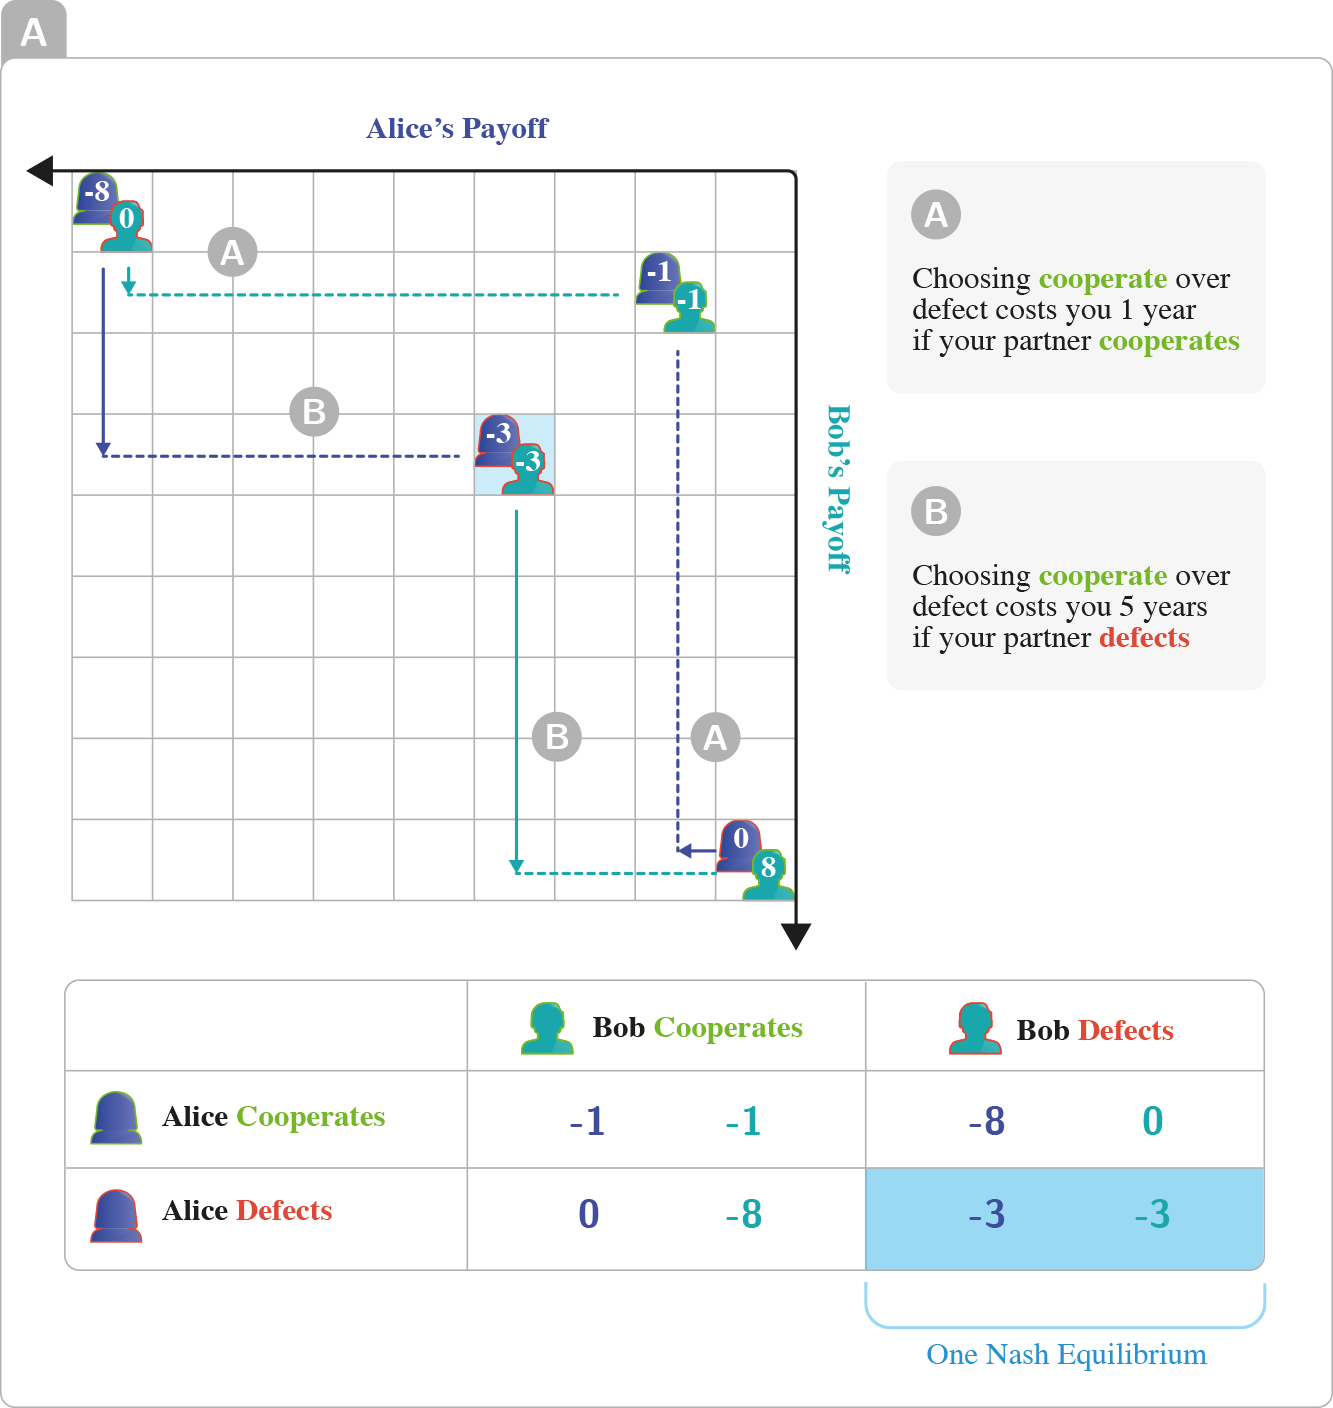 A
Alice's Payoff
-8
0
A
-1
-1
B
-3
-3
Bob's Payoff
B
A
0
8
A
Choosing cooperate over
defect costs you 1 year
if your partner cooperates
B
Choosing cooperate over
defect costs you 5 years
if your partner defects
Bob Cooperates
Bob Defects
Alice Cooperates
-1 -1
-8 0
Alice Defects
0 -8
-3 -3
One Nash Equilibrium